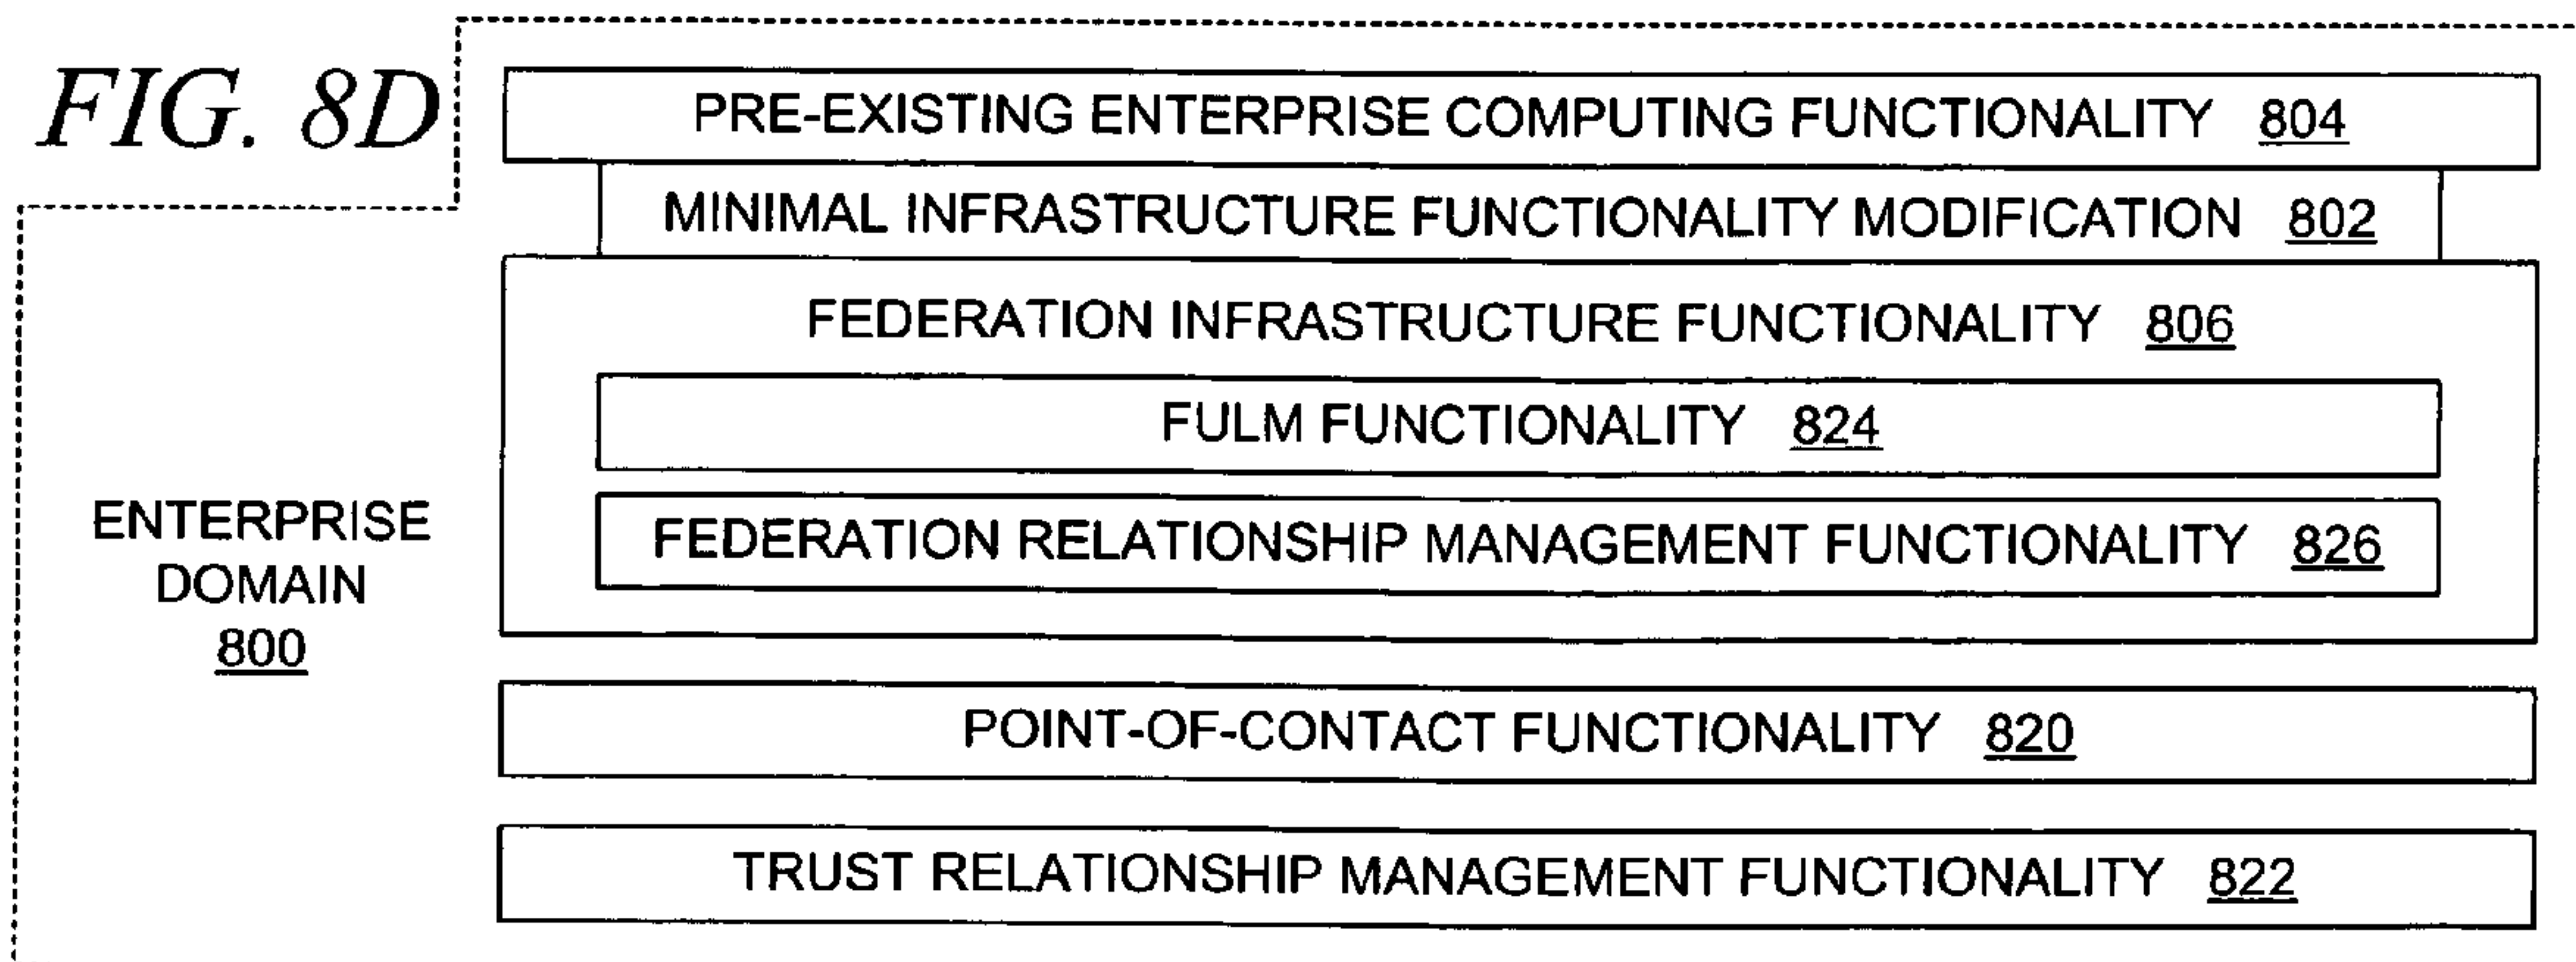 FIG. 8D
PRE-EXISTING ENTERPRISE COMPUTING FUNCTIONALITY 804
MINIMAL INFRASTRUCTURE FUNCTIONALITY MODIFICATION 802
FEDERATION INFRASTRUCTURE FUNCTIONALITY 806
FULM FUNCTIONALITY 824
FEDERATION RELATIONSHIP MANAGEMENT FUNCTIONALITY 826
ENTERPRISE
DOMAIN
800
POINT-OF-CONTACT FUNCTIONALITY 820
TRUST RELATIONSHIP MANAGEMENT FUNCTIONALITY 822